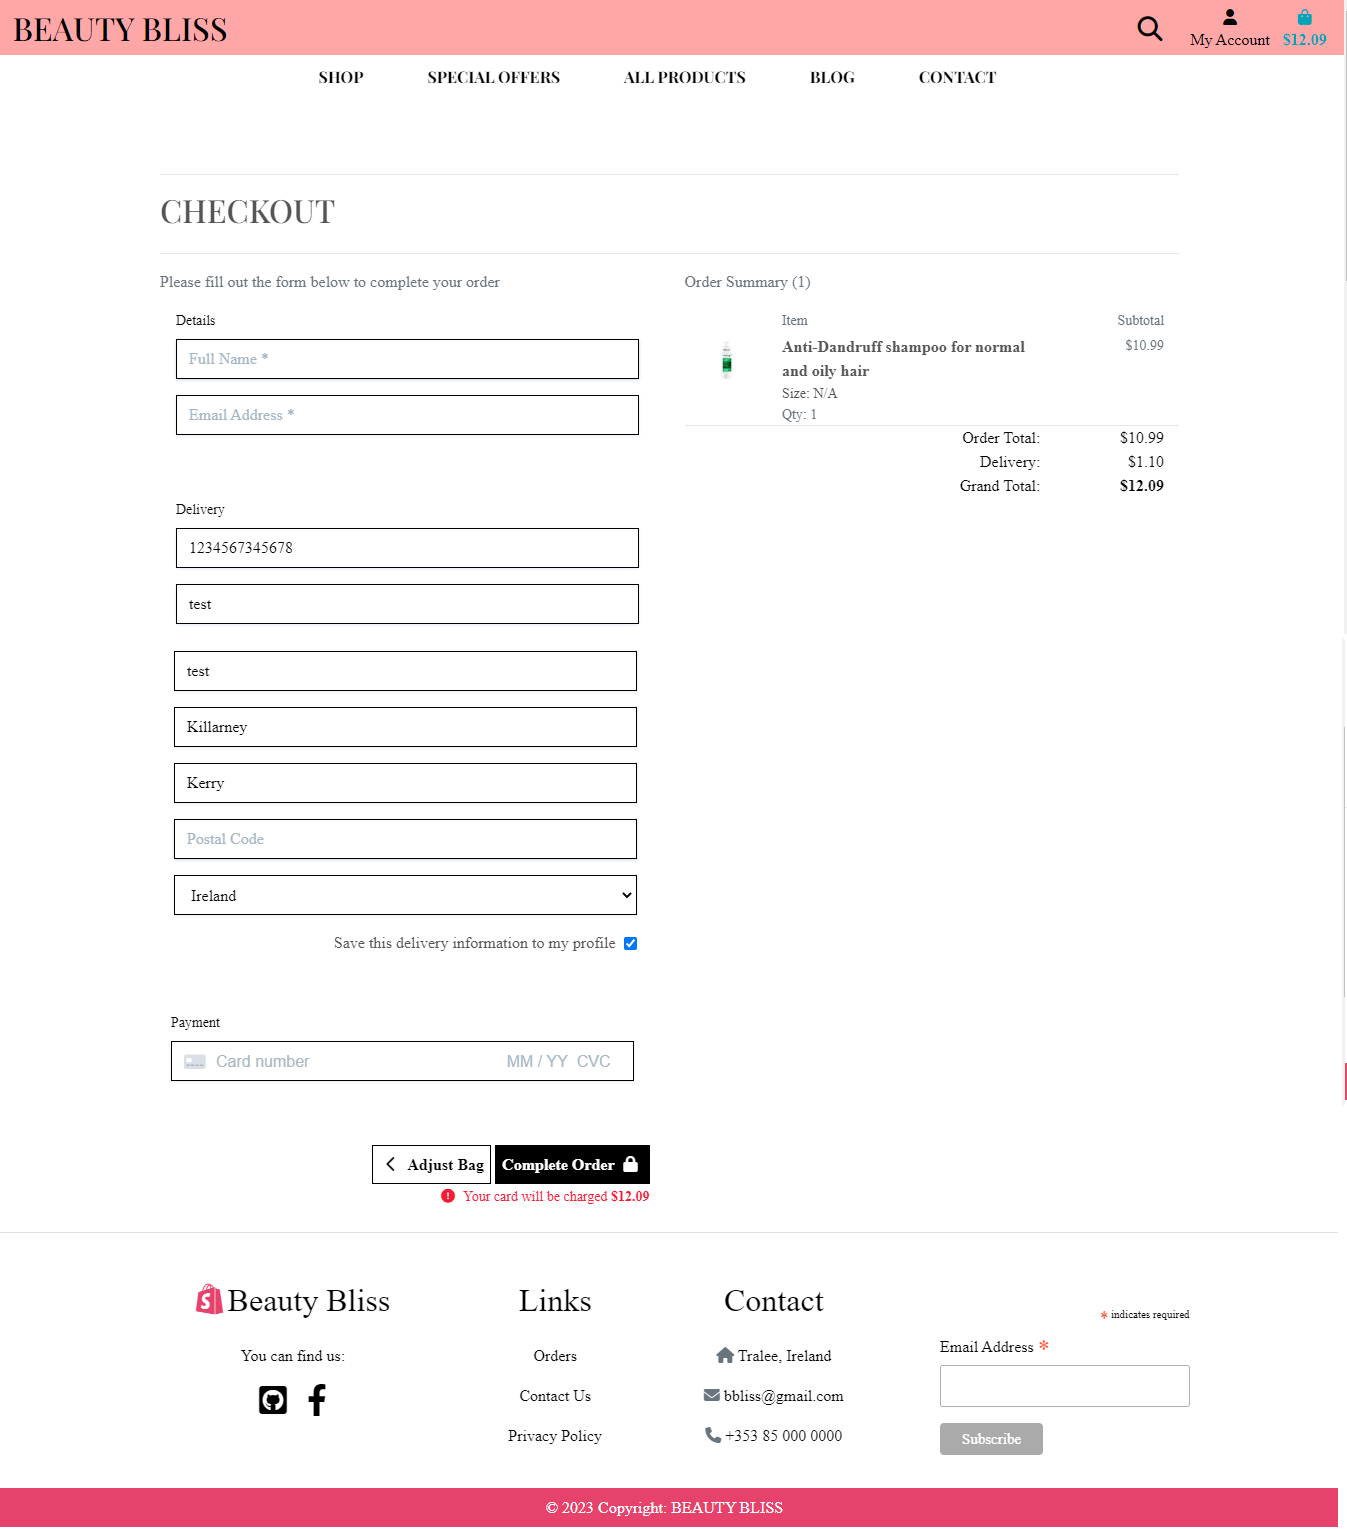 BEAUTY BLISS
My Account
$12.09
SHOP
SPECIAL OFFERS
ALL PRODUCTS
BLOG
CONTACT
CHECKOUT
Please fill out the form below to complete your order
Details
Full Name *
Email Address *
Delivery
1234567345678
test
test
Killarney
Kerry
Postal Code
Ireland
Save this delivery information to my profile
Payment
Card number MM / YY CVC
Adjust Bag
Complete Order
Your card will be charged $12.09
Order Summary (1)
Item Subtotal
Anti-Dandruff shampoo for normal $10.99
and oily hair
Size: N/A
Qty: 1
Order Total: $10.99
Delivery: $1.10
Grand Total: $12.09
Beauty Bliss
You can find us:
Links
Orders
Contact Us
Privacy Policy
Contact
Tralee, Ireland
bbliss@gmail.com
+353 85 000 0000
* indicates required
Email Address *
Subscribe
© 2023 Copyright: BEAUTY BLISS